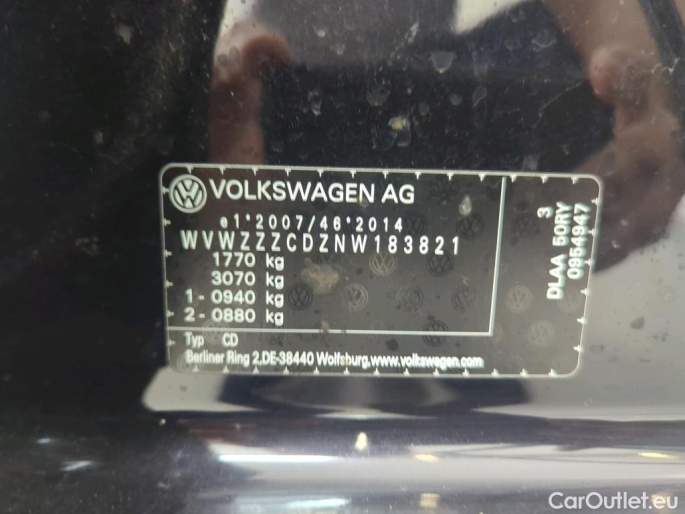 VOLKSWAGEN AG
e1*2007/46*2014
WVWZZZCDZNW183821
1770 kg
3070 kg
1 - 0940 kg
2 - 0880 kg
Typ CD
Berliner Ring 2,DE-38440 Wolfsburg,www.volkswagen.com
3
DLAA 50RY
0954947
CarOutlet.eu